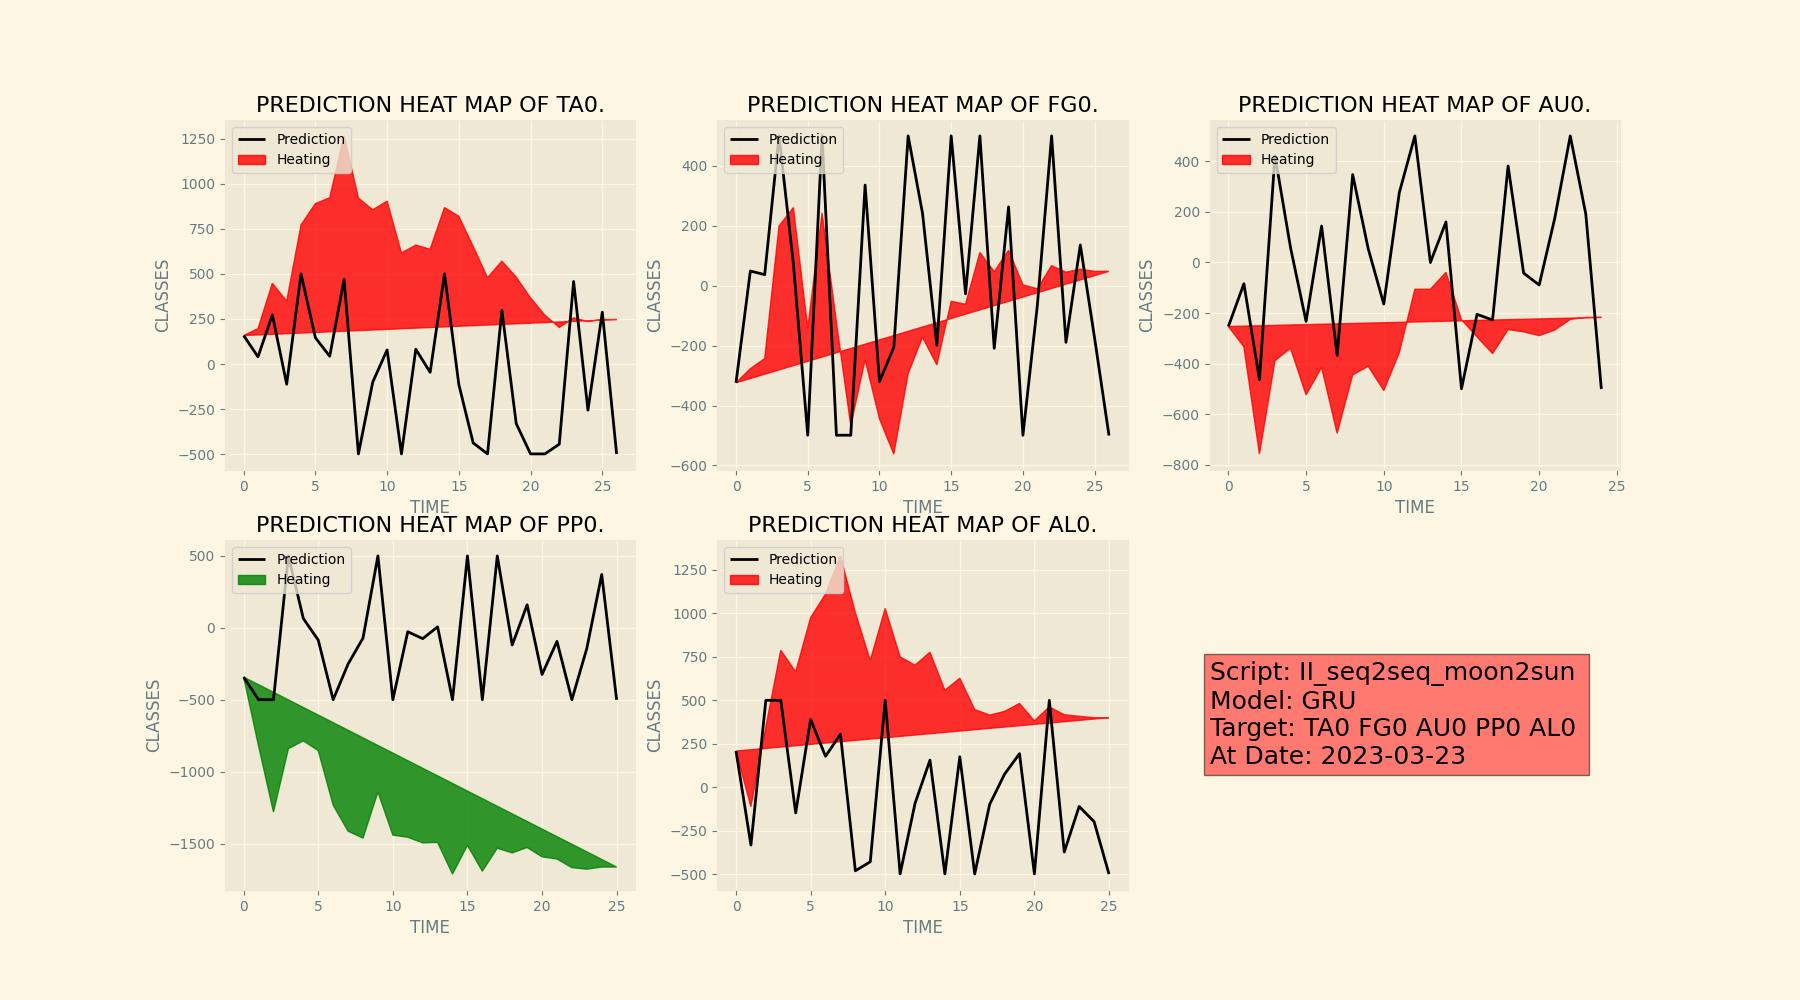 PREDICTION HEAT MAP OF TA0.
Prediction
Heating
CLASSES
1250
1000
750
500
250
0
−250
−500
0 5 10 15 20 25
TIME
PREDICTION HEAT MAP OF FG0.
Prediction
Heating
CLASSES
400
200
0
−200
−400
−600
0 5 10 15 20 25
TIME
PREDICTION HEAT MAP OF AU0.
Prediction
Heating
CLASSES
400
200
0
−200
−400
−600
−800
0 5 10 15 20 25
TIME
PREDICTION HEAT MAP OF PP0.
Prediction
Heating
CLASSES
500
0
−500
−1000
−1500
0 5 10 15 20 25
TIME
PREDICTION HEAT MAP OF AL0.
Prediction
Heating
CLASSES
1250
1000
750
500
250
0
−250
−500
0 5 10 15 20 25
TIME
Script: II_seq2seq_moon2sun
Model: GRU
Target: TA0 FG0 AU0 PP0 AL0
At Date: 2023-03-23